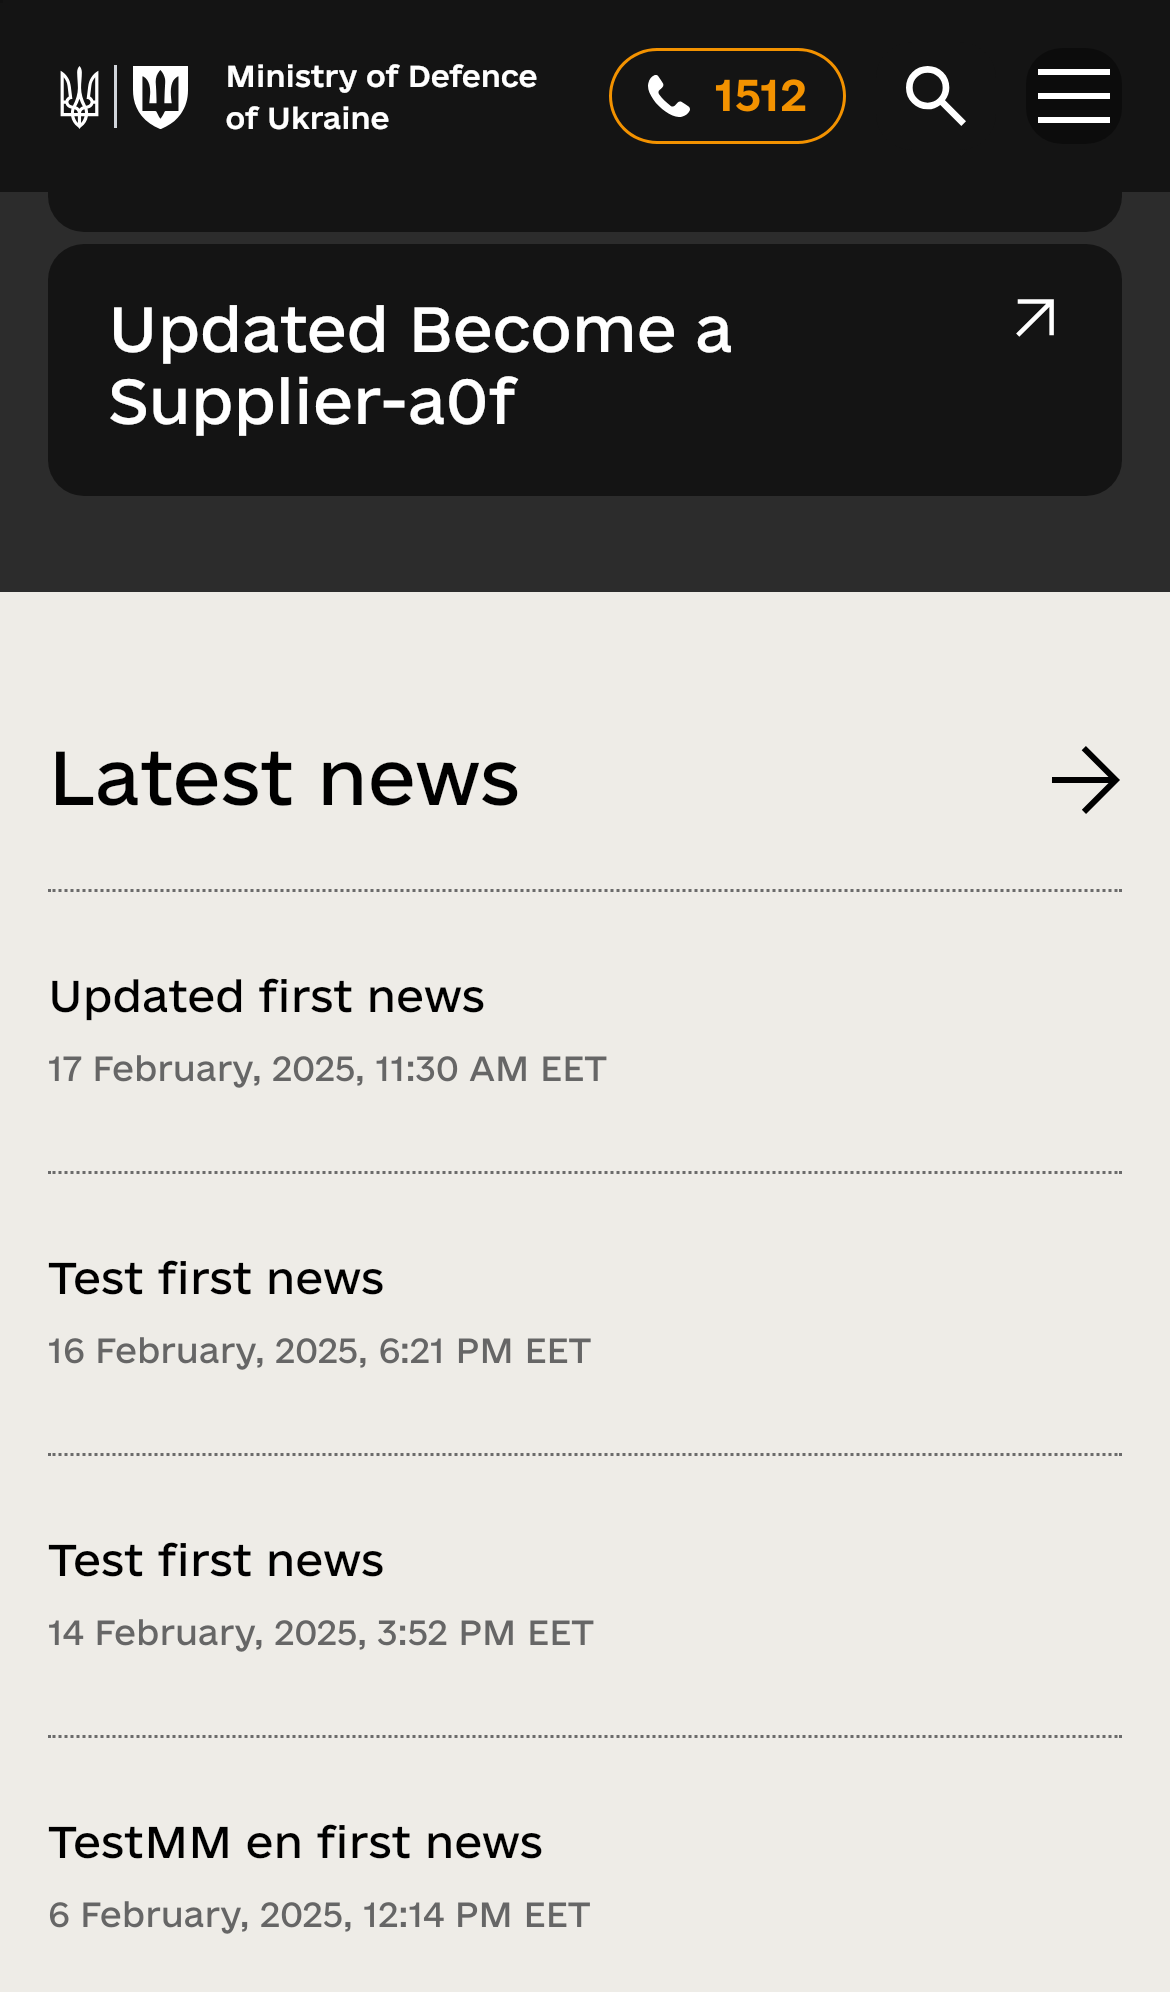 Ministry of Defence
of Ukraine
1512
Updated Become a
Supplier-a0f
Latest news
Updated first news
17 February, 2025, 11:30 AM EET
Test first news
16 February, 2025, 6:21 PM EET
Test first news
14 February, 2025, 3:52 PM EET
TestMM en first news
6 February, 2025, 12:14 PM EET